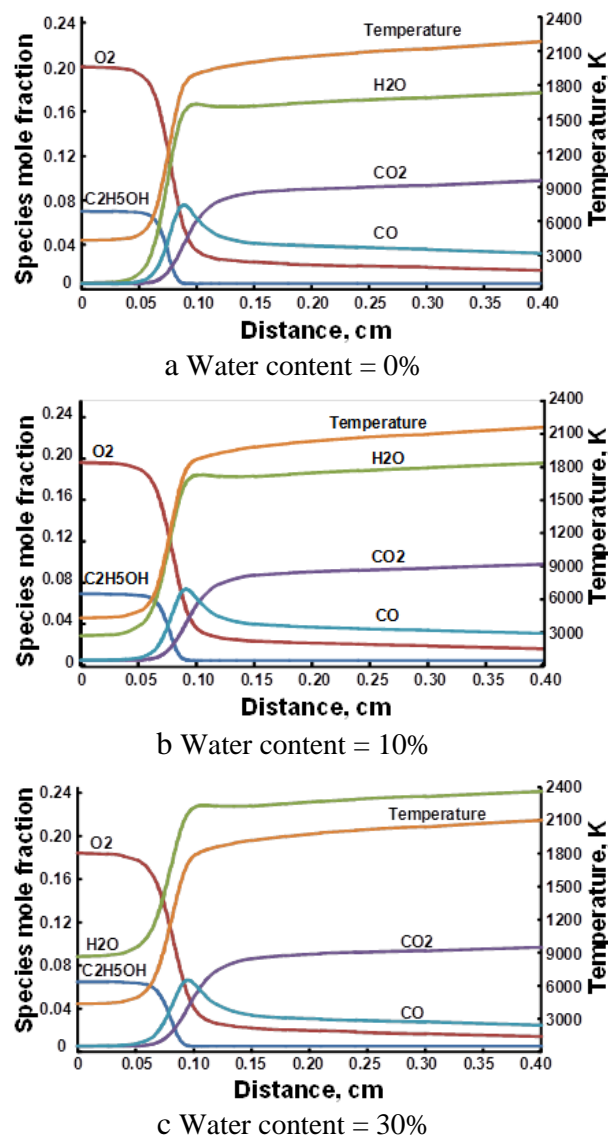 Species mole fraction
0.24
0.20
0.16
0.12
0.08
0.04
0
O2
C2H5OH
Temperature
H2O
CO2
CO
2400
2100
1800
1500
1200
9000
6000
3000
Temperature, K
0 0.05 0.10 0.15 0.20 0.25 0.30 0.35 0.40
Distance, cm
a Water content = 0%
Species mole fraction
0.24
0.20
0.16
0.12
0.08
0.04
0
O2
C2H5OH
Temperature
H2O
CO2
CO
2400
2100
1800
1500
1200
9000
6000
3000
Temperature, K
0 0.05 0.10 0.15 0.20 0.25 0.30 0.35 0.40
Distance, cm
b Water content = 10%
Species mole fraction
0.24
0.20
0.16
0.12
0.08
0.04
0
O2
H2O
C2H5OH
Temperature
CO2
CO
2400
2100
1800
1500
1200
9000
6000
3000
Temperature, K
0 0.05 0.10 0.15 0.20 0.25 0.30 0.35 0.40
Distance, cm
c Water content = 30%